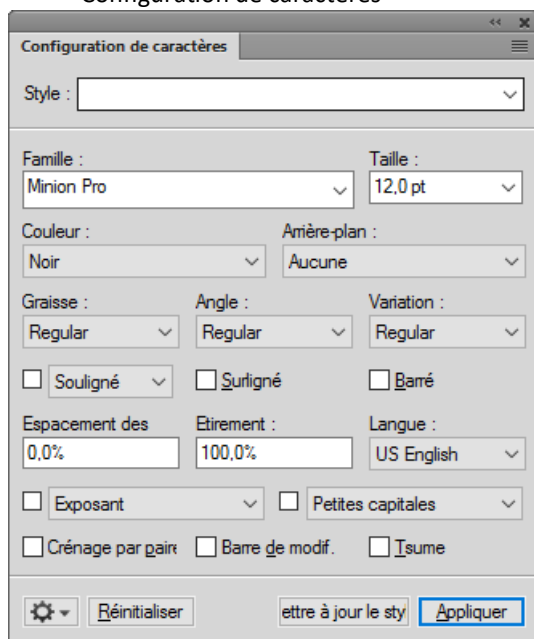 Configuration de caractères
Configuration de caractères
Style :
Famille : Taille :
Minion Pro 12,0 pt
Couleur : Arrière-plan :
Noir Aucune
Graisse : Angle : Variation :
Regular Regular Regular
Souligné Surligné Barré
Espacement des Etirement : Langue :
0,0% 100,0% US English
Exposant Petites capitales
Crénage par paire Barre de modif. Tsume
Réinitialiser ettre à jour le sty Appliquer